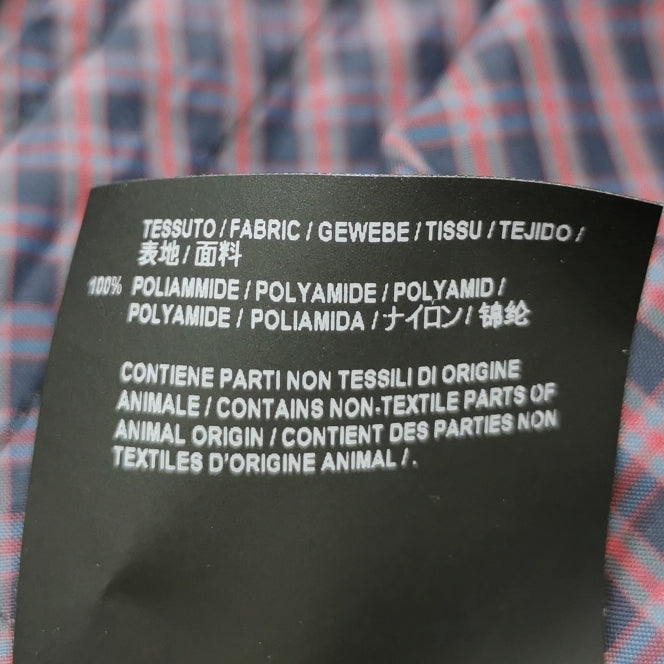 TESSUTO / FABRIC / GEWEBE / TISSU / TEJIDO /
表地 / 面料
100% POLIAMMIDE / POLYAMIDE / POLYAMID /
POLYAMIDE / POLIAMIDA / ナイロン / 锦纶
CONTIENE PARTI NON TESSILI DI ORIGINE
ANIMALE / CONTAINS NON-TEXTILE PARTS OF
ANIMAL ORIGIN / CONTIENT DES PARTIES NON
TEXTILES D'ORIGINE ANIMAL /.